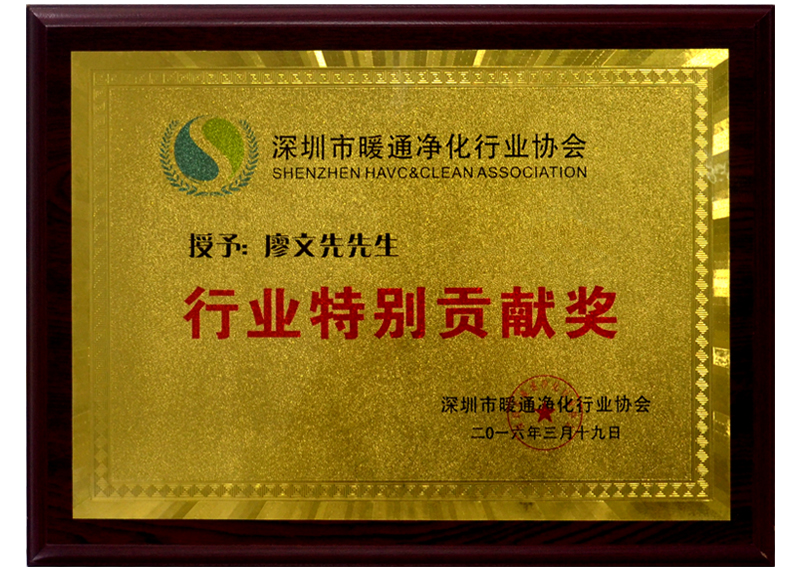 深圳市暖通净化行业协会
SHENZHEN HAVC&CLEAN ASSOCIATION
授予：廖文先先生
行业特别贡献奖
深圳市暖通净化行业协会
二0一六年三月十九日